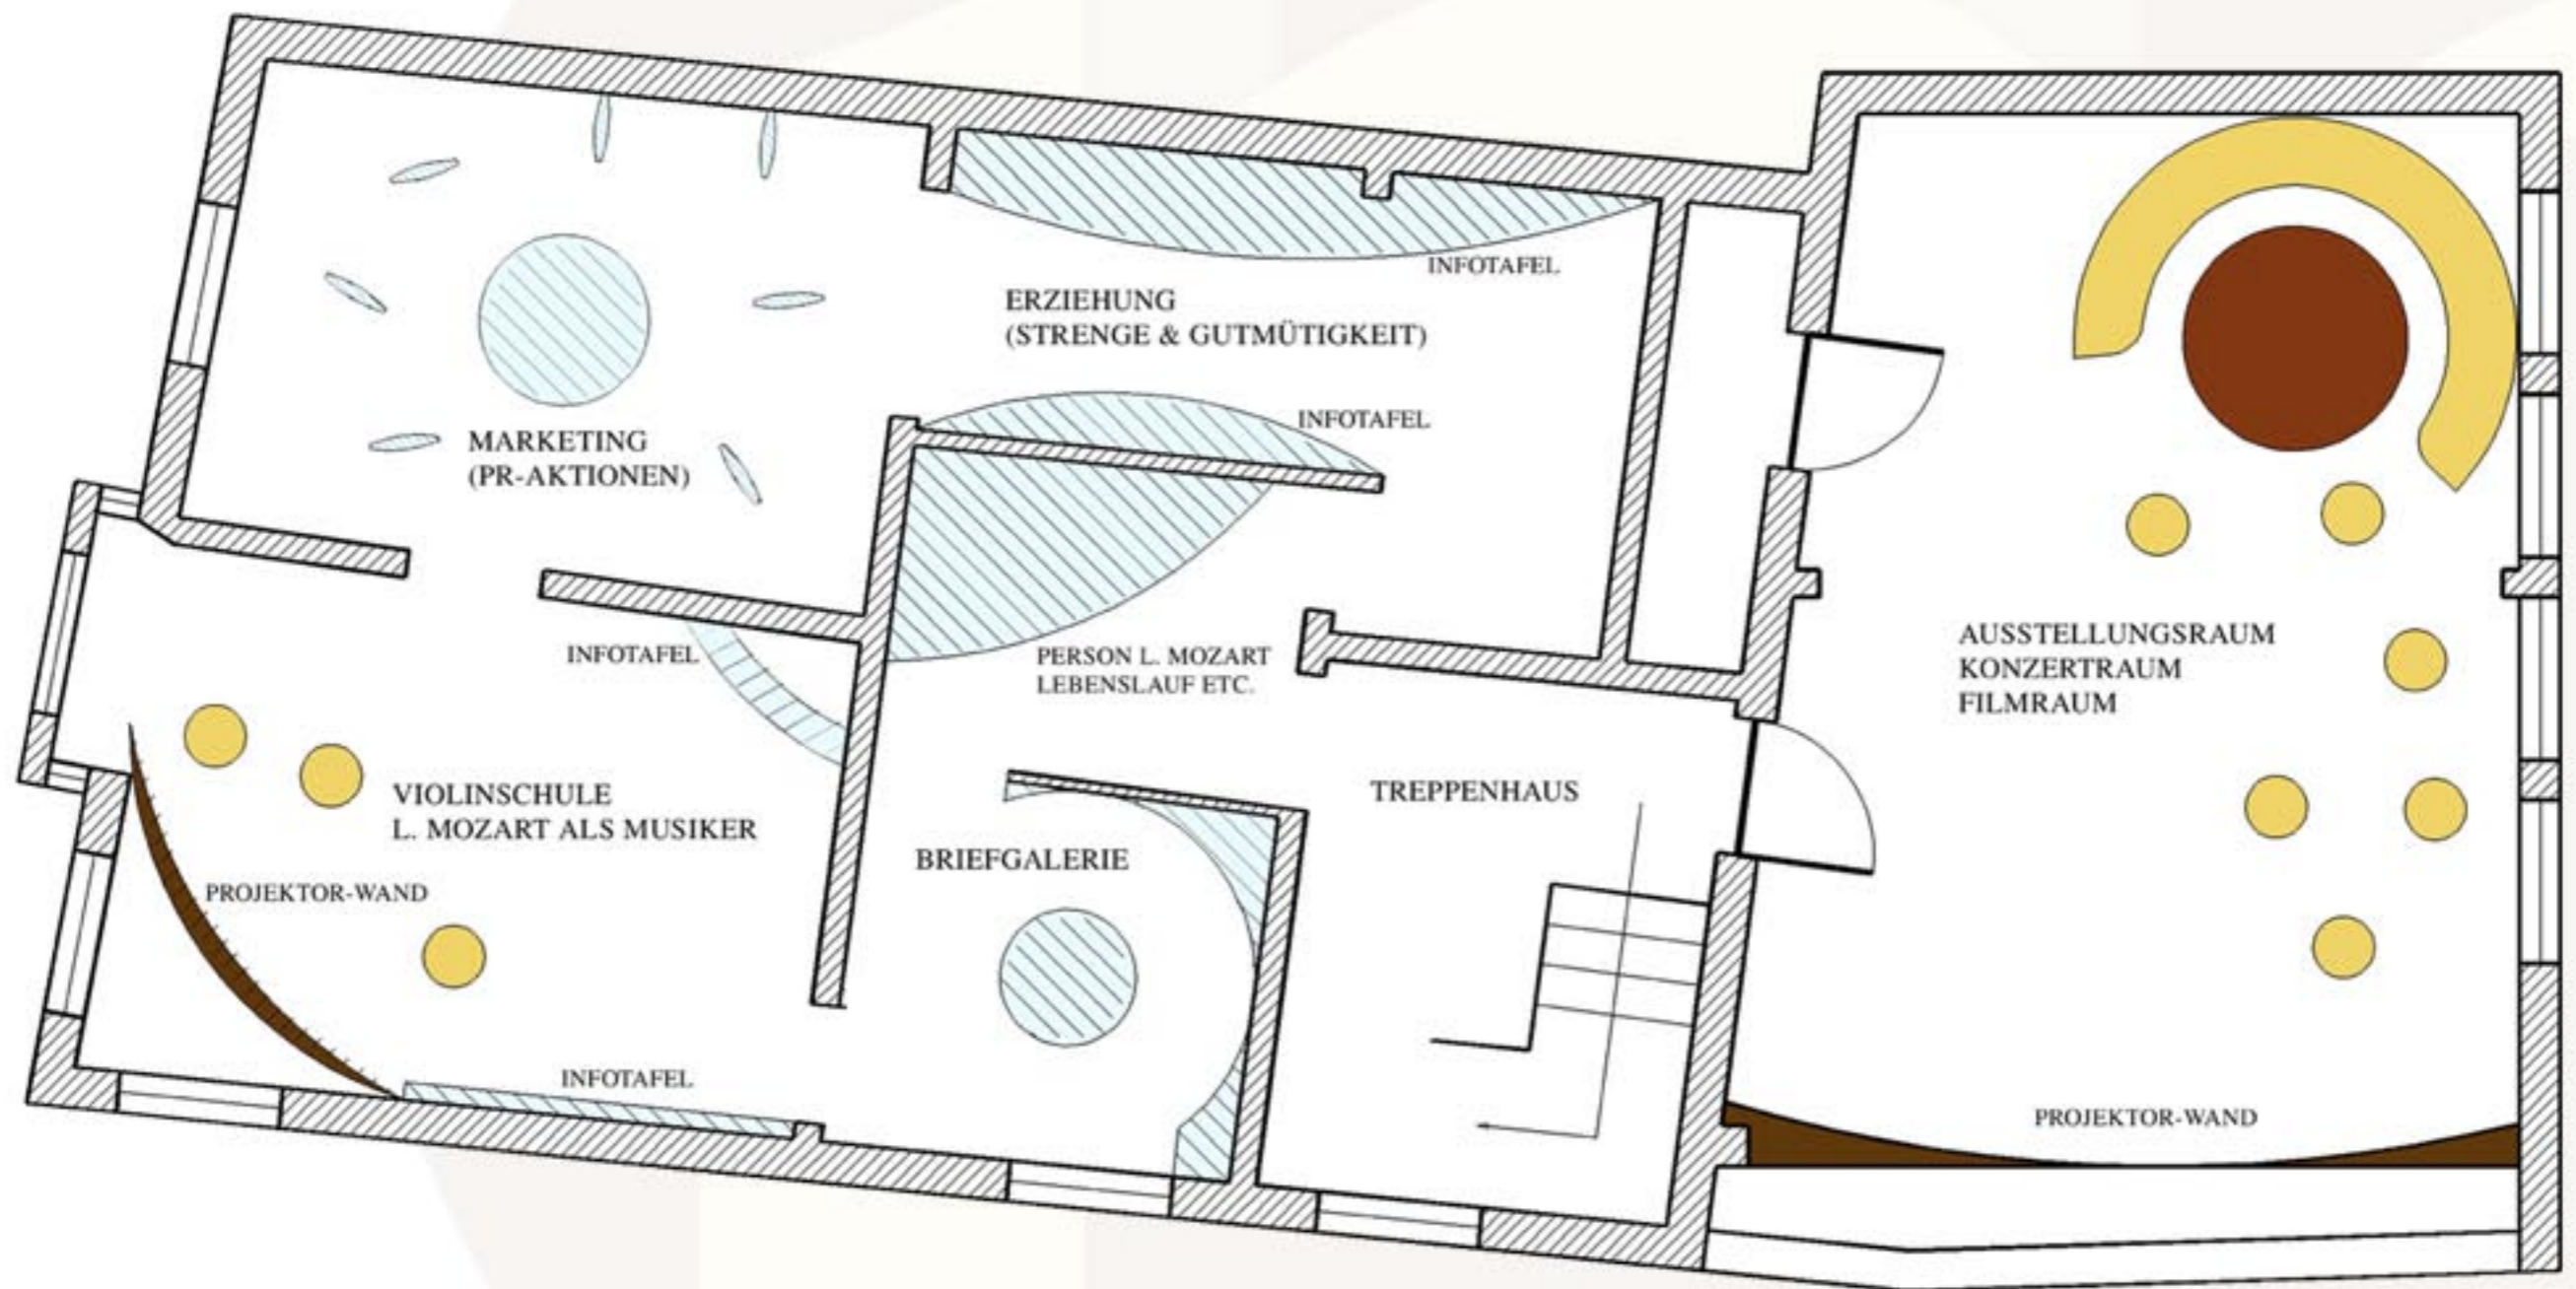 INFOTAFEL
ERZIEHUNG
(STRENGE & GUTMÜTIGKEIT)
INFOTAFEL
MARKETING
(PR-AKTIONEN)
INFOTAFEL
PERSON L. MOZART
LEBENSLAUF ETC.
AUSSTELLUNGSRAUM
KONZERTRAUM
FILMRAUM
VIOLINSCHULE
L. MOZART ALS MUSIKER
TREPPENHAUS
BRIEFGALERIE
PROJEKTOR-WAND
INFOTAFEL
PROJEKTOR-WAND